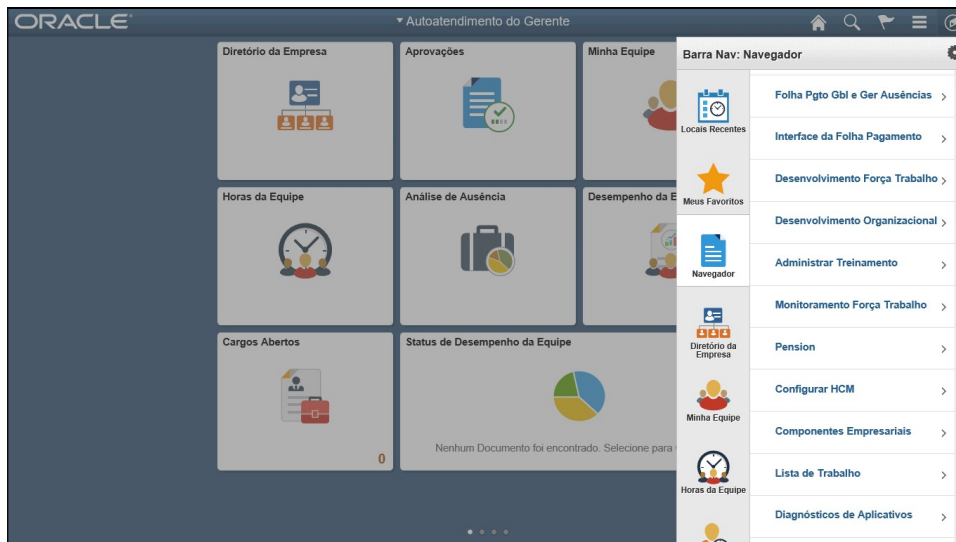 ORACLE
Autoatendimento do Gerente
Diretório da Empresa
Aprovações
Minha Equipe
Horas da Equipe
Análise de Ausência
Desempenho da E
Cargos Abertos
0
Status de Desempenho da Equipe
Nenhum Documento foi encontrado. Selecione para
Barra Nav: Navegador
Locais Recentes
Meus Favoritos
Navegador
Diretório da
Empresa
Minha Equipe
Horas da Equipe
Folha Pgto Gbl e Ger Ausências
Interface da Folha Pagamento
Desenvolvimento Força Trabalho
Desenvolvimento Organizacional
Administrar Treinamento
Monitoramento Força Trabalho
Pension
Configurar HCM
Componentes Empresariais
Lista de Trabalho
Diagnósticos de Aplicativos